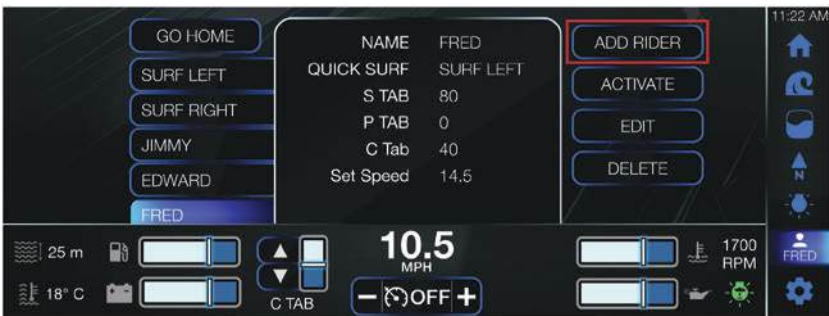 11:22 AM
GO HOME
SURF LEFT
SURF RIGHT
JIMMY
EDWARD
FRED
NAME FRED
QUICK SURF SURF LEFT
S TAB 80
P TAB 0
C Tab 40
Set Speed 14.5
ADD RIDER
ACTIVATE
EDIT
DELETE
N
FRED
25 m
18° C
C TAB
10.5
MPH
− OFF +
1700
RPM